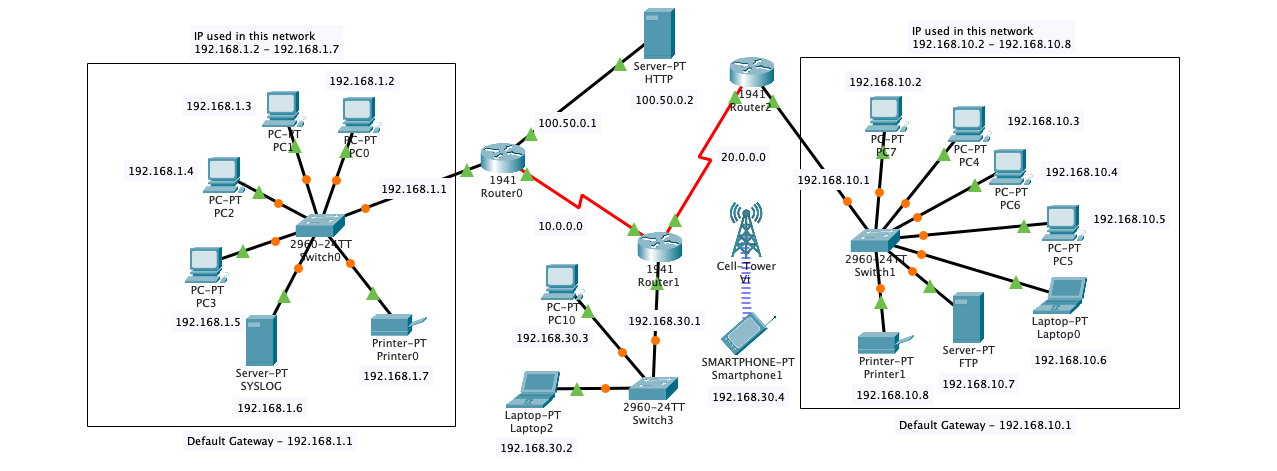 IP used in this network
192.168.1.2 - 192.168.1.7
192.168.1.2
192.168.1.3
PC-PT
PC1
PC-PT
PC0
192.168.1.4
PC-PT
PC2
192.168.1.1
2960-24TT
Switch0
PC-PT
PC3
192.168.1.5
Server-PT
SYSLOG
192.168.1.6
Printer-PT
Printer0
192.168.1.7
Default Gateway - 192.168.1.1
Server-PT
HTTP
100.50.0.2
100.50.0.1
1941
Router0
10.0.0.0
1941
Router2
20.0.0.0
1941
Router1
Cell-Tower
PC-PT
PC10
192.168.30.3
192.168.30.1
Laptop-PT
Laptop2
192.168.30.2
2960-24TT
Switch3
SMARTPHONE-PT
Smartphone1
192.168.30.4
IP used in this network
192.168.10.2 - 192.168.10.8
192.168.10.2
PC-PT
PC7
192.168.10.3
PC-PT
PC4
192.168.10.1
PC-PT
PC6
192.168.10.4
192.168.10.5
PC-PT
PC5
2960-24TT
Switch1
Laptop-PT
Laptop0
192.168.10.6
Server-PT
FTP
192.168.10.7
Printer-PT
Printer1
192.168.10.8
Default Gateway - 192.168.10.1